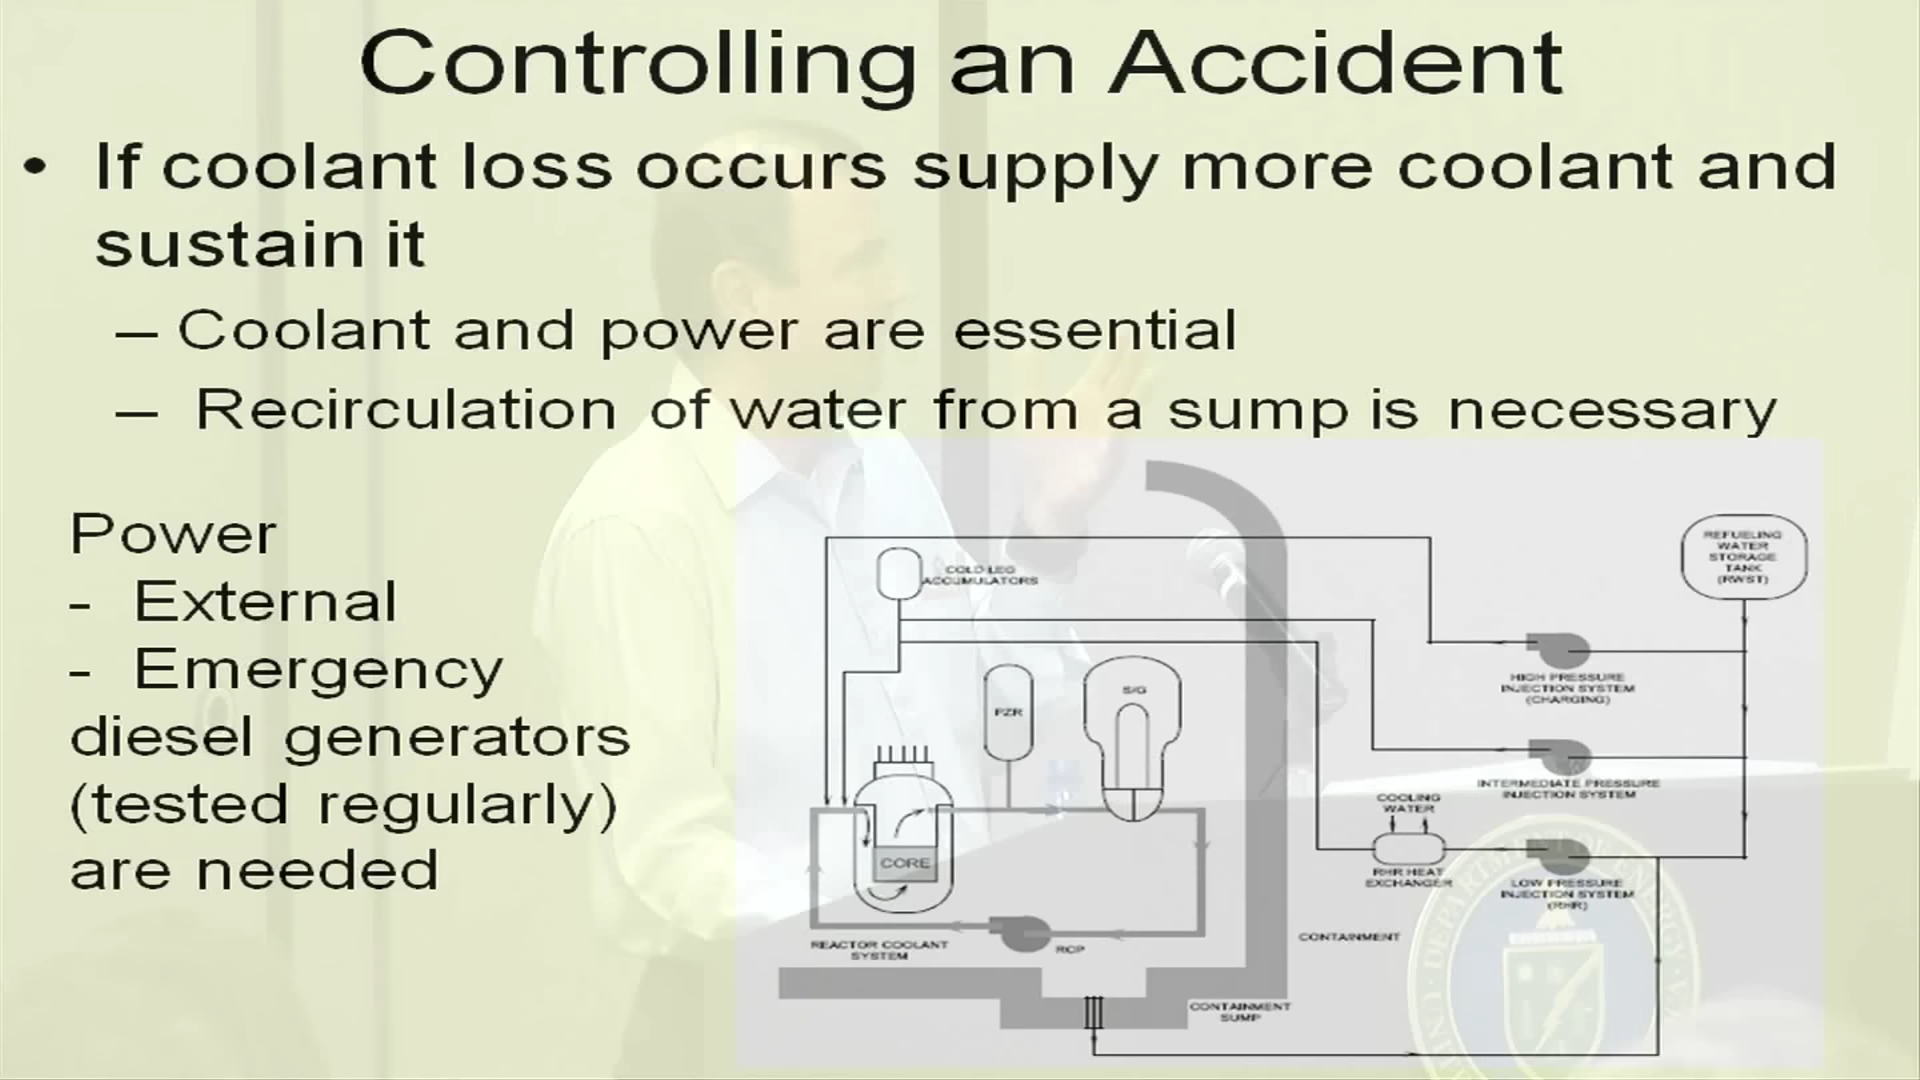 Controlling an Accident
• If coolant loss occurs supply more coolant and
sustain it
– Coolant and power are essential
– Recirculation of water from a sump is necessary
Power
- External
- Emergency
diesel generators
(tested regularly)
are needed
COLD LEG
ACCUMULATORS
REFUELING
WATER
STORAGE
TANK
(RWST)
HIGH PRESSURE
INJECTION SYSTEM
(CHARGING)
PZR
S/G
INTERMEDIATE PRESSURE
INJECTION SYSTEM
COOLING
WATER
RHR HEAT
EXCHANGER
LOW PRESSURE
INJECTION SYSTEM
(RHR)
CORE
REACTOR COOLANT
SYSTEM
RCP
CONTAINMENT
CONTAINMENT
SUMP
DEPARTMENT OF ENERGY